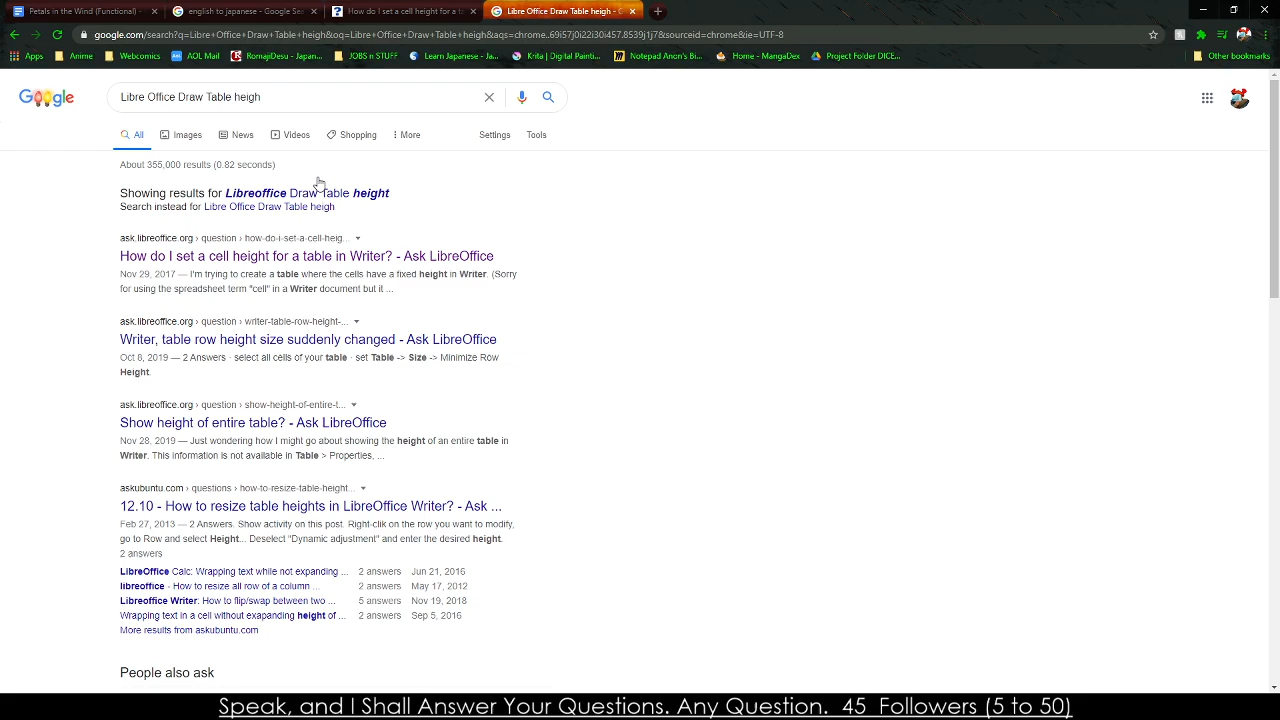 Petals in the Wind (Functional) -
english to japanese - Google Se
How do I set a cell height for a ta
Libre Office Draw Table heigh - G
google.com/search?q=Libre+Office+Draw+Table+heigh&oq=Libre+Office+Draw+Table+heigh&aqs=chrome..69i57j0i22i30i457.8539j1j7&sourceid=chrome&ie=UTF-8
Apps
Anime
Webcomics
AOL Mail
RomajiDesu - Japan...
JOBS n STUFF
Learn Japanese - Ja...
Krita | Digital Painti...
Notepad Anon's Bi...
Home - MangaDex
Project Folder DICE...
Other bookmarks
Google
Libre Office Draw Table heigh
All
Images
News
Videos
Shopping
More
Settings
Tools
About 355,000 results (0.82 seconds)
Showing results for Libreoffice Draw Table height
Search instead for Libre Office Draw Table heigh
ask.libreoffice.org › question › how-do-i-set-a-cell-heig...
How do I set a cell height for a table in Writer? - Ask LibreOffice
Nov 29, 2017 — I'm trying to create a table where the cells have a fixed height in Writer. (Sorry
for using the spreadsheet term "cell" in a Writer document but it ...
ask.libreoffice.org › question › writer-table-row-height-...
Writer, table row height size suddenly changed - Ask LibreOffice
Oct 8, 2019 — 2 Answers · select all cells of your table · set Table -> Size -> Minimize Row
Height.
ask.libreoffice.org › question › show-height-of-entire-t...
Show height of entire table? - Ask LibreOffice
Nov 28, 2019 — Just wondering how I might go about showing the height of an entire table in
Writer. This information is not available in Table > Properties, ...
askubuntu.com › questions › how-to-resize-table-height...
12.10 - How to resize table heights in LibreOffice Writer? - Ask ...
Feb 27, 2013 — 2 Answers. Show activity on this post. Right-clik on the row you want to modify,
go to Row and select Height... Deselect "Dynamic adjustment" and enter the desired height.
2 answers
LibreOffice Calc: Wrapping text while not expanding ... 2 answers Jun 21, 2016
libreoffice - How to resize all row of a column ... 2 answers May 17, 2012
Libreoffice Writer: How to flip/swap between two ... 5 answers Nov 19, 2018
Wrapping text in a cell without exapanding height of ... 2 answers Sep 5, 2016
More results from askubuntu.com
People also ask
Speak, and I Shall Answer Your Questions. Any Question. 45 Followers (5 to 50)